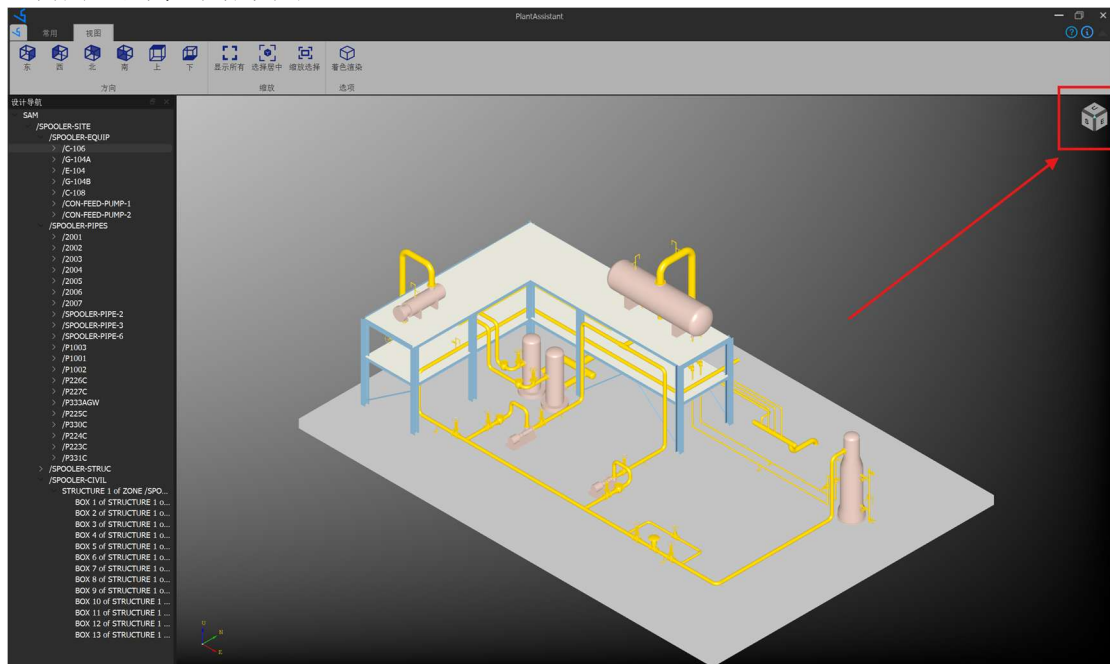 PlantAssistant
常用 视图
东 西 北 南 上 下 显示所有 选择居中 缩放选择 着色渲染
方向 缩放 选项
设计导航
SAM
/SPOOLER-SITE
/SPOOLER-EQUIP
/C-106
/G-104A
/E-104
/G-104B
/C-108
/CON-FEED-PUMP-1
/CON-FEED-PUMP-2
/SPOOLER-PIPES
/2001
/2002
/2003
/2004
/2005
/2006
/2007
/SPOOLER-PIPE-2
/SPOOLER-PIPE-3
/SPOOLER-PIPE-6
/P1003
/P1001
/P1002
/P226C
/P227C
/P333AGW
/P225C
/P330C
/P224C
/P223C
/P331C
/SPOOLER-STRUC
/SPOOLER-CIVIL
STRUCTURE 1 of ZONE /SPO...
BOX 1 of STRUCTURE 1 o...
BOX 2 of STRUCTURE 1 o...
BOX 3 of STRUCTURE 1 o...
BOX 4 of STRUCTURE 1 o...
BOX 5 of STRUCTURE 1 o...
BOX 6 of STRUCTURE 1 o...
BOX 7 of STRUCTURE 1 o...
BOX 8 of STRUCTURE 1 o...
BOX 9 of STRUCTURE 1 o...
BOX 10 of STRUCTURE 1 ...
BOX 11 of STRUCTURE 1 ...
BOX 12 of STRUCTURE 1 ...
BOX 13 of STRUCTURE 1 ...
U
S E
U
N
E